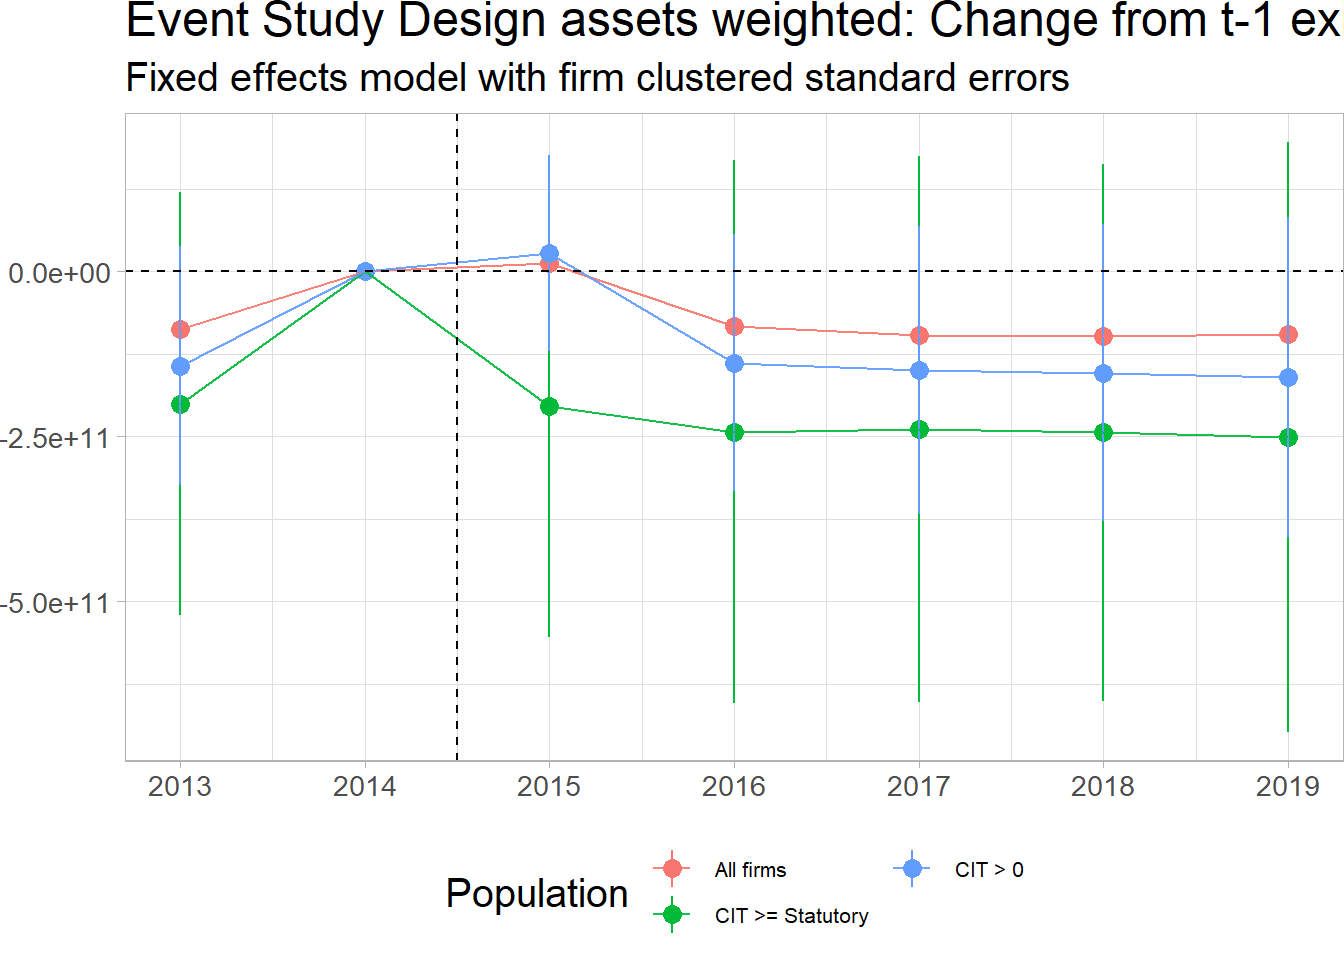 Event Study Design assets weighted: Change from t-1 ex
Fixed effects model with firm clustered standard errors
0.0e+00
-2.5e+11
-5.0e+11
2013 2014 2015 2016 2017 2018 2019
Population
All firms
CIT > 0
CIT >= Statutory